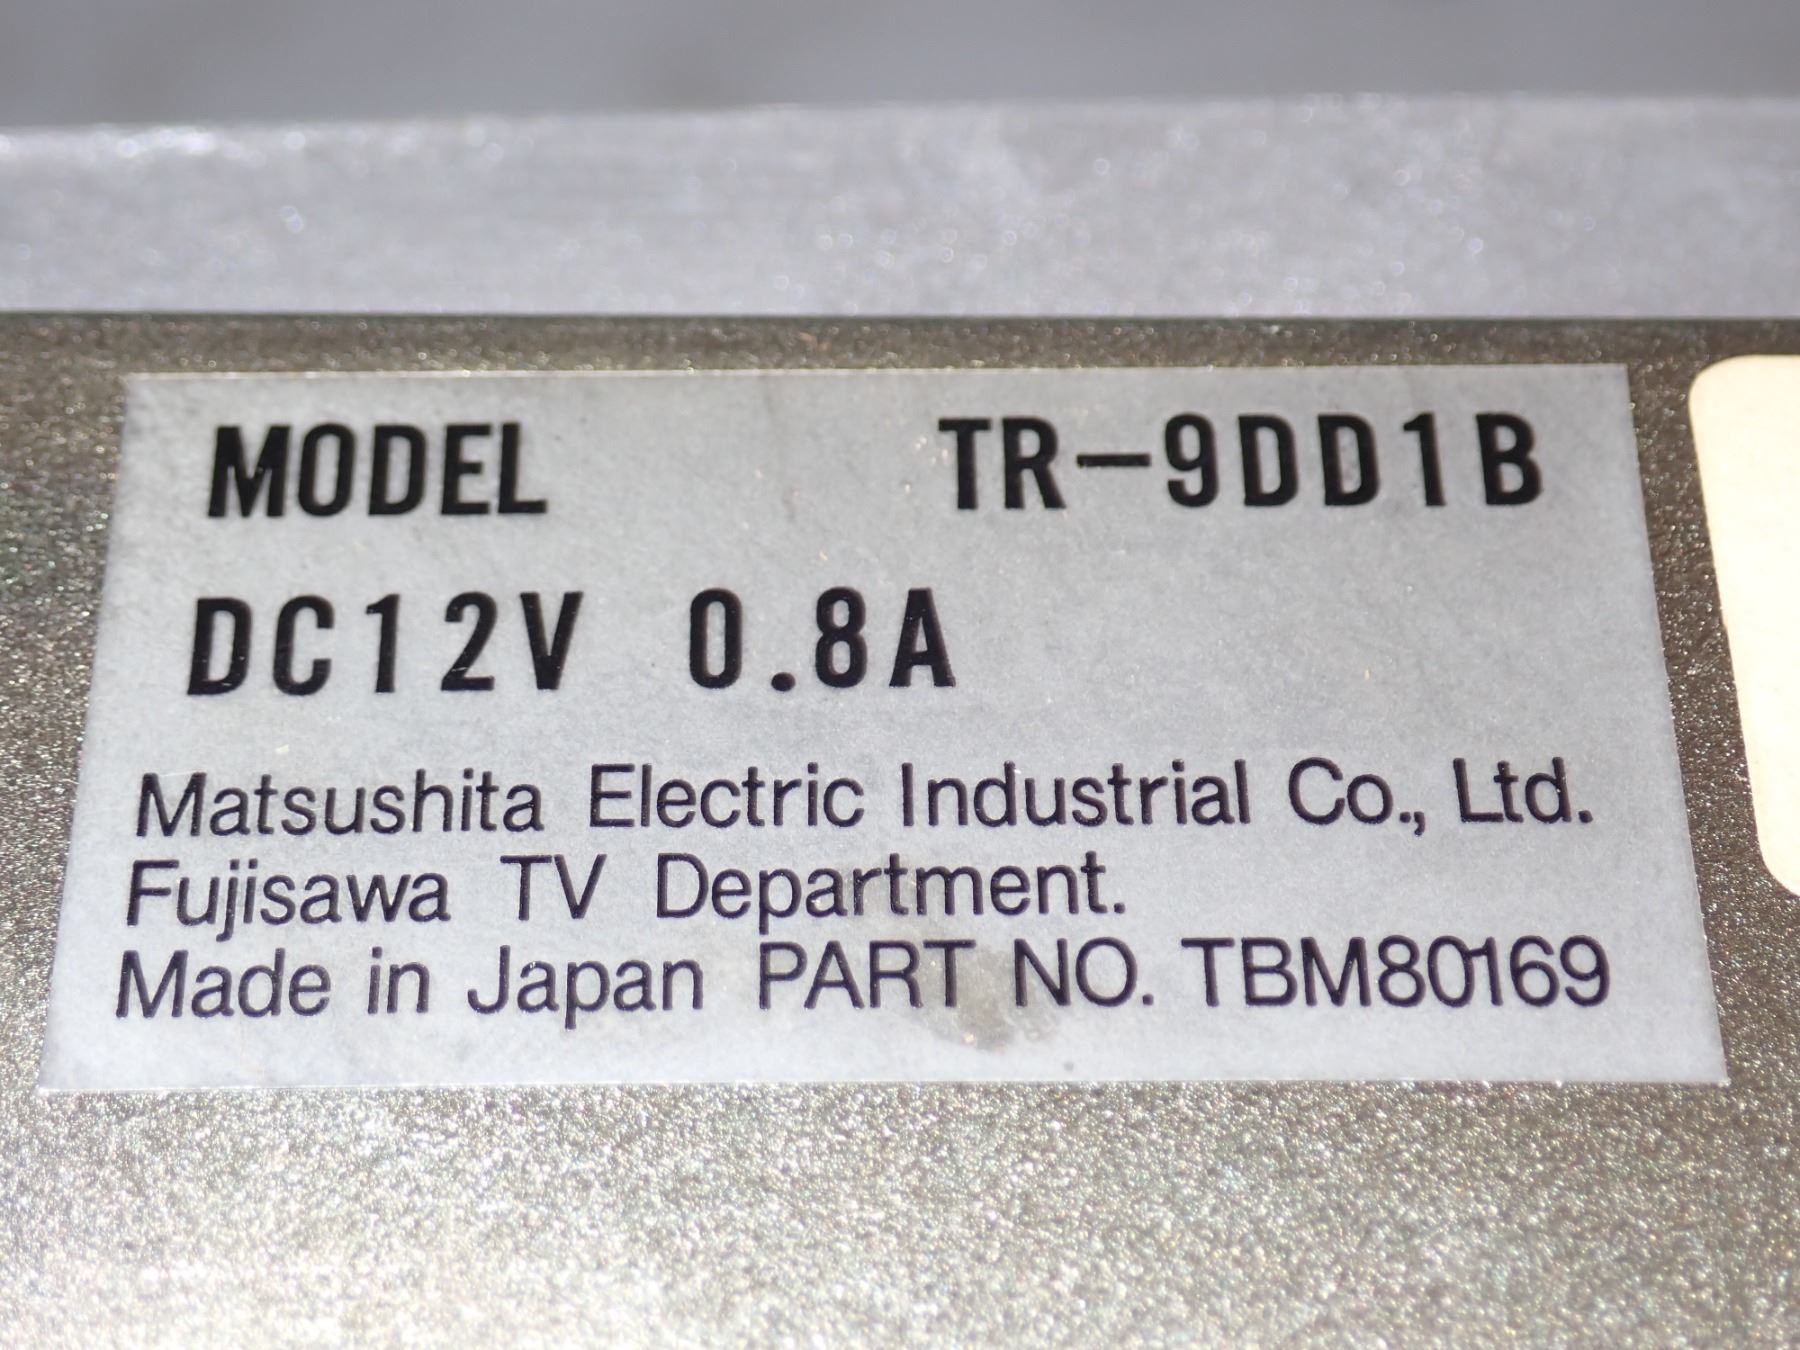 MODEL TR-9DD1B
DC12V 0.8A
Matsushita Electric Industrial Co., Ltd.
Fujisawa TV Department.
Made in Japan PART NO. TBM80169